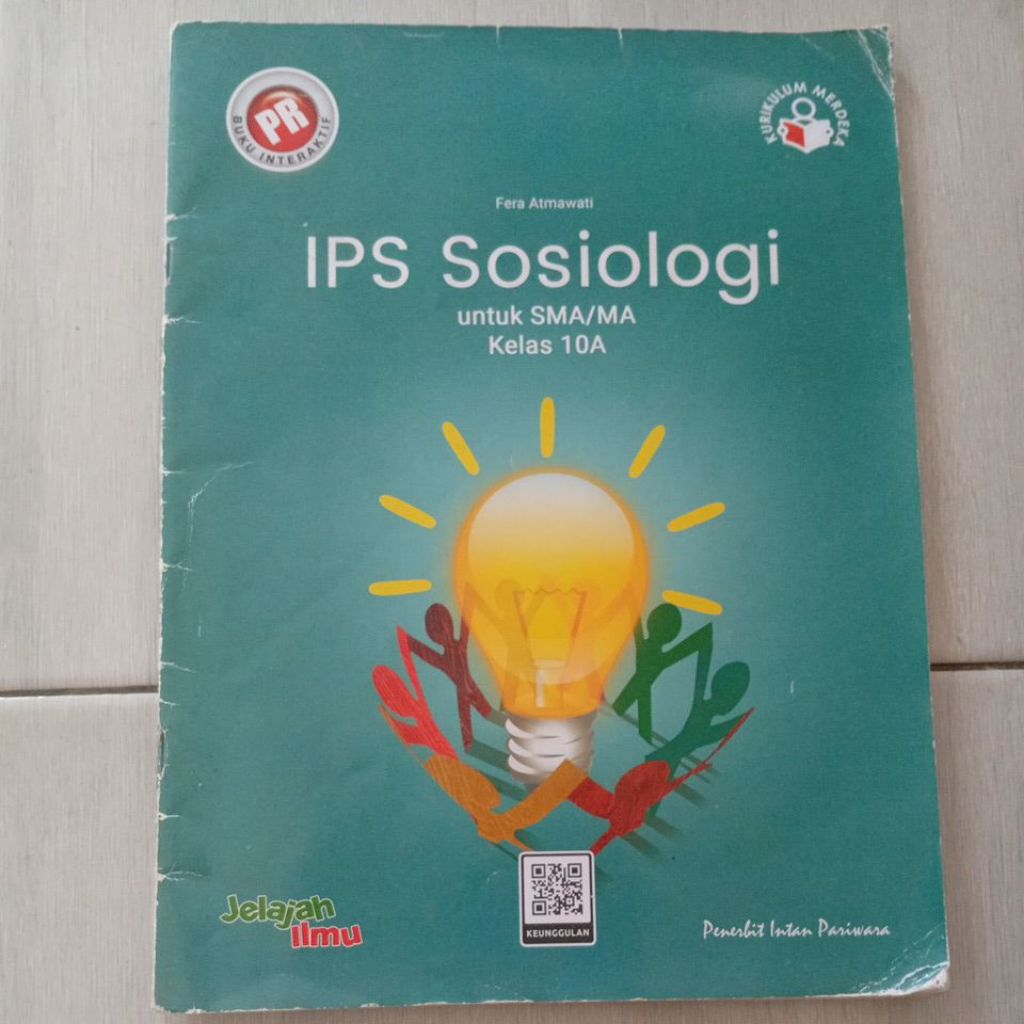 PR
BUKU INTERAKTIF
KURIKULUM MERDEKA
Fera Atmawati
IPS Sosiologi
untuk SMA/MA
Kelas 10A
Jelajah
Ilmu
KEUNGGULAN
Penerbit Intan Pariwara